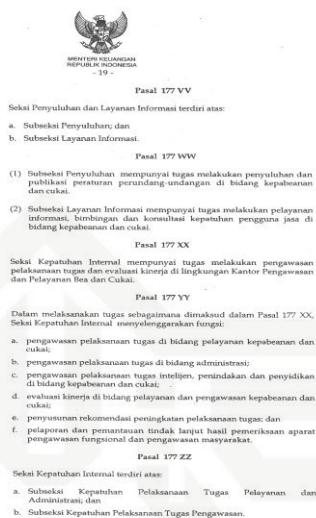 MENTERI KEUANGAN
REPUBLIK INDONESIA
- 19 -
Pasal 177 VV
Seksi Penyuluhan dan Layanan Informasi terdiri atas:
a. Subseksi Penyuluhan; dan
b. Subseksi Layanan Informasi.
Pasal 177 WW
(1) Subseksi Penyuluhan mempunyai tugas melakukan penyuluhan dan
publikasi peraturan perundang-undangan di bidang kepabeanan
dan cukai.
(2) Subseksi Layanan Informasi mempunyai tugas melakukan pelayanan
informasi, bimbingan dan konsultasi kepatuhan pengguna jasa di
bidang kepabeanan dan cukai.
Pasal 177 XX
Seksi Kepatuhan Internal mempunyai tugas melakukan pengawasan
pelaksanaan tugas dan evaluasi kinerja di lingkungan Kantor Pengawasan
dan Pelayanan Bea dan Cukai.
Pasal 177 YY
Dalam melaksanakan tugas sebagaimana dimaksud dalam Pasal 177 XX,
Seksi Kepatuhan Internal menyelenggarakan fungsi:
a. pengawasan pelaksanaan tugas di bidang pelayanan kepabeanan dan
cukai;
b. pengawasan pelaksanaan tugas di bidang administrasi;
c. pengawasan pelaksanaan tugas intelijen, penindakan dan penyidikan
di bidang kepabeanan dan cukai;
d. evaluasi kinerja di bidang pelayanan dan pengawasan kepabeanan dan
cukai;
e. penyusunan rekomendasi peningkatan pelaksanaan tugas; dan
f. pelaporan dan pemantauan tindak lanjut hasil pemeriksaan aparat
pengawasan fungsional dan pengawasan masyarakat.
Pasal 177 ZZ
Seksi Kepatuhan Internal terdiri atas:
a. Subseksi Kepatuhan Pelaksanaan Tugas Pelayanan dan
Administrasi; dan
b. Subseksi Kepatuhan Pelaksanaan Tugas Pengawasan.